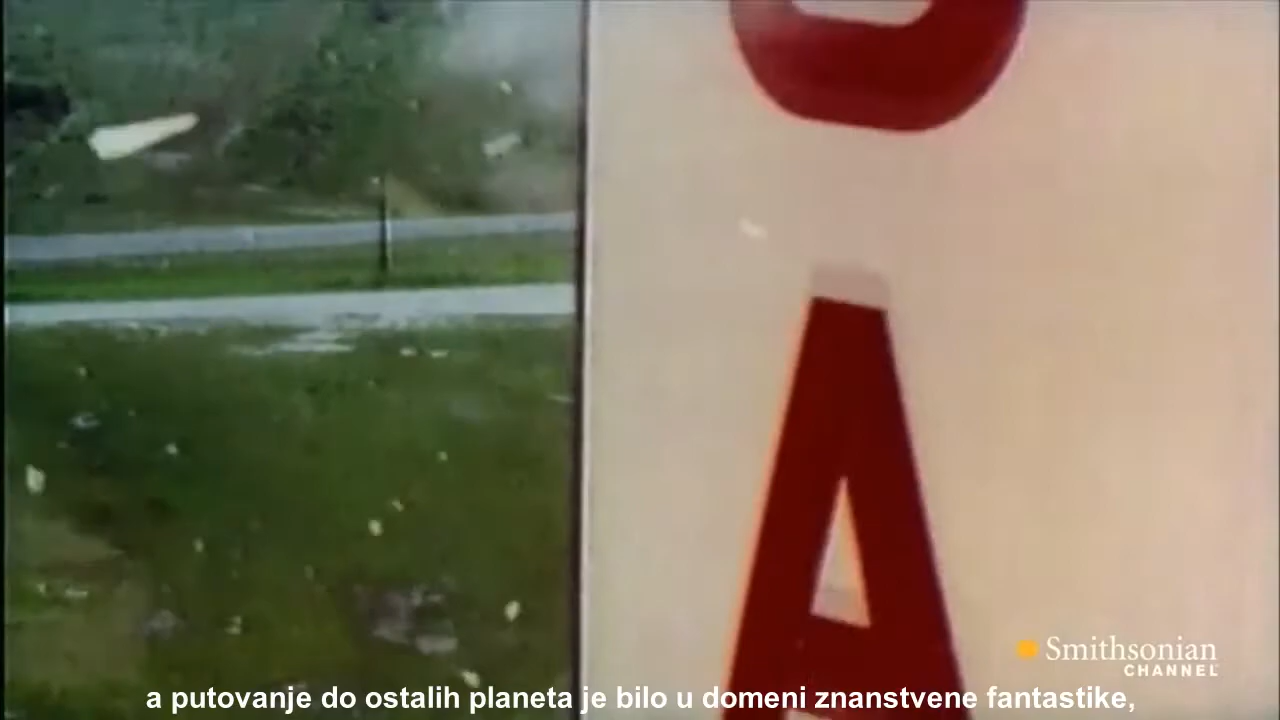 A
Smithsonian
CHANNEL
a putovanje do ostalih planeta je bilo u domeni znanstvene fantastike,